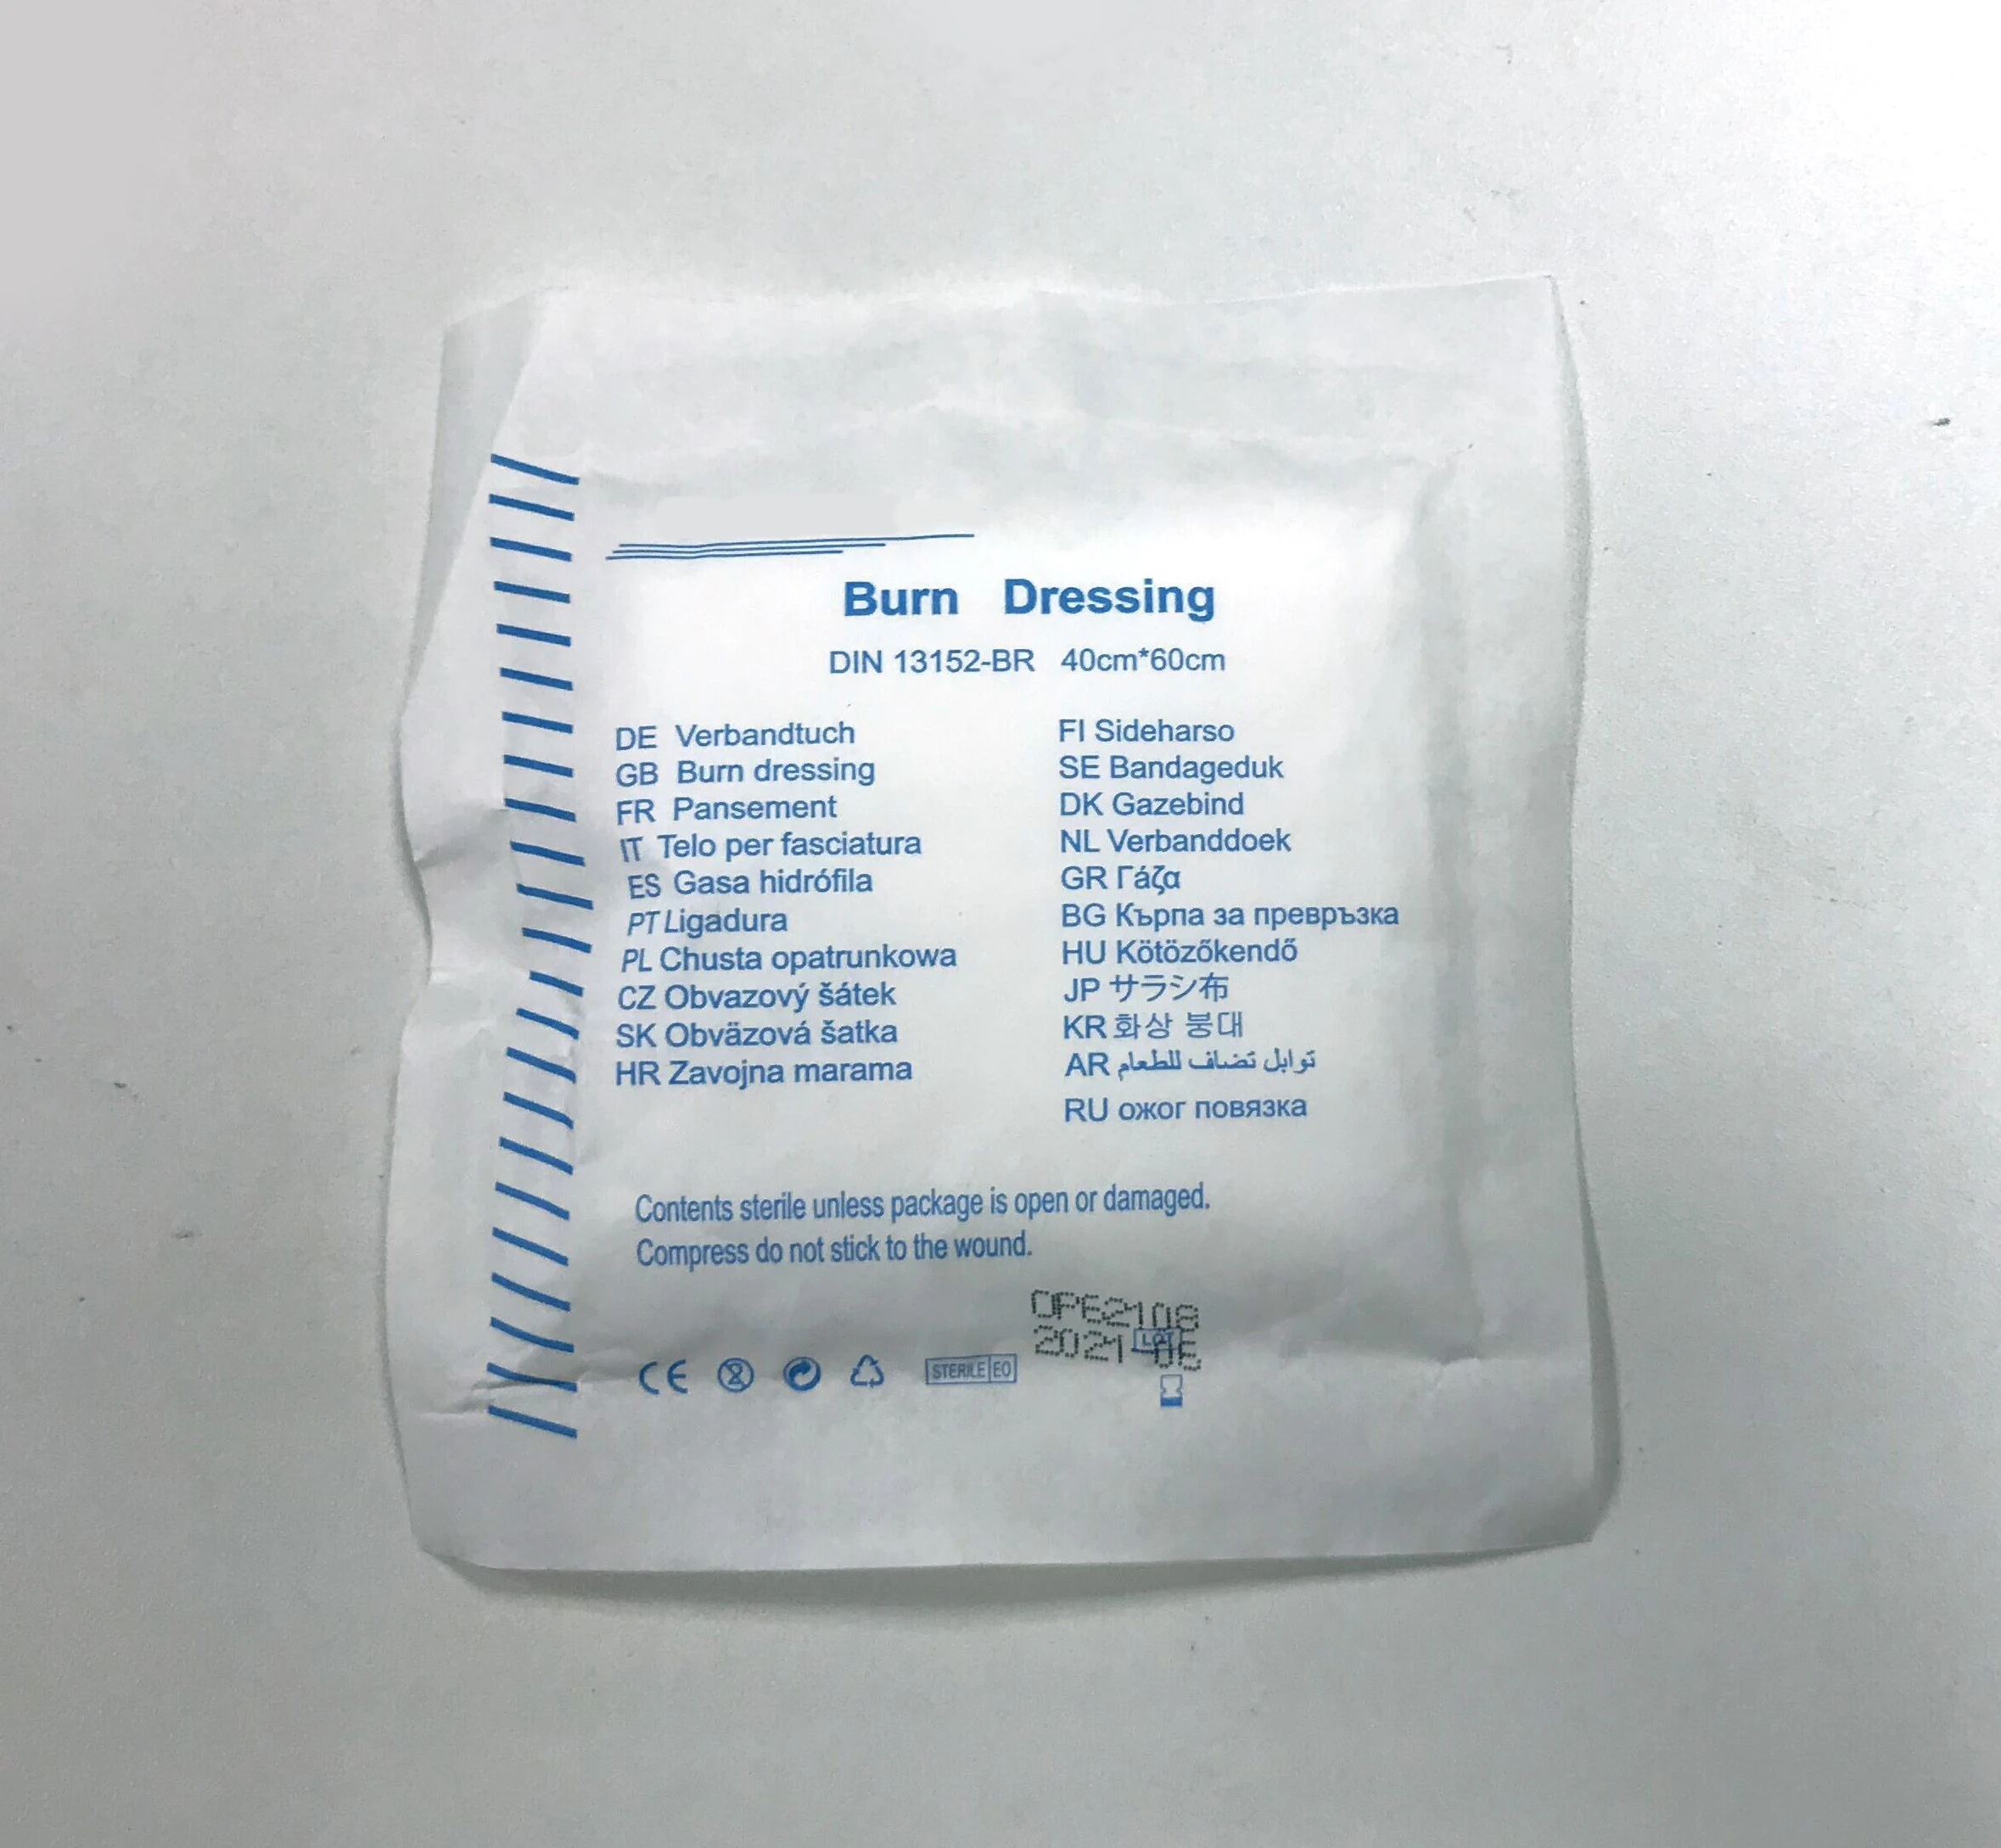 Burn Dressing
DIN 13152-BR 40cm*60cm
DE Verbandtuch
GB Burn dressing
FR Pansement
IT Telo per fasciatura
ES Gasa hidrófila
PT Ligadura
PL Chusta opatrunkowa
CZ Obvazový šátek
SK Obväzová šatka
HR Zavojna marama
FI Sideharso
SE Bandageduk
DK Gazebind
NL Verbanddoek
GR Γάζα
BG Кърпа за превръзка
HU Kötözőkendő
JP サラシ布
KR 화상 붕대
AR توابل تضاف للطعام
RU ожог повязка
Contents sterile unless package is open or damaged.
Compress do not stick to the wound.
CE 2 STERILE EO
LOT
2021